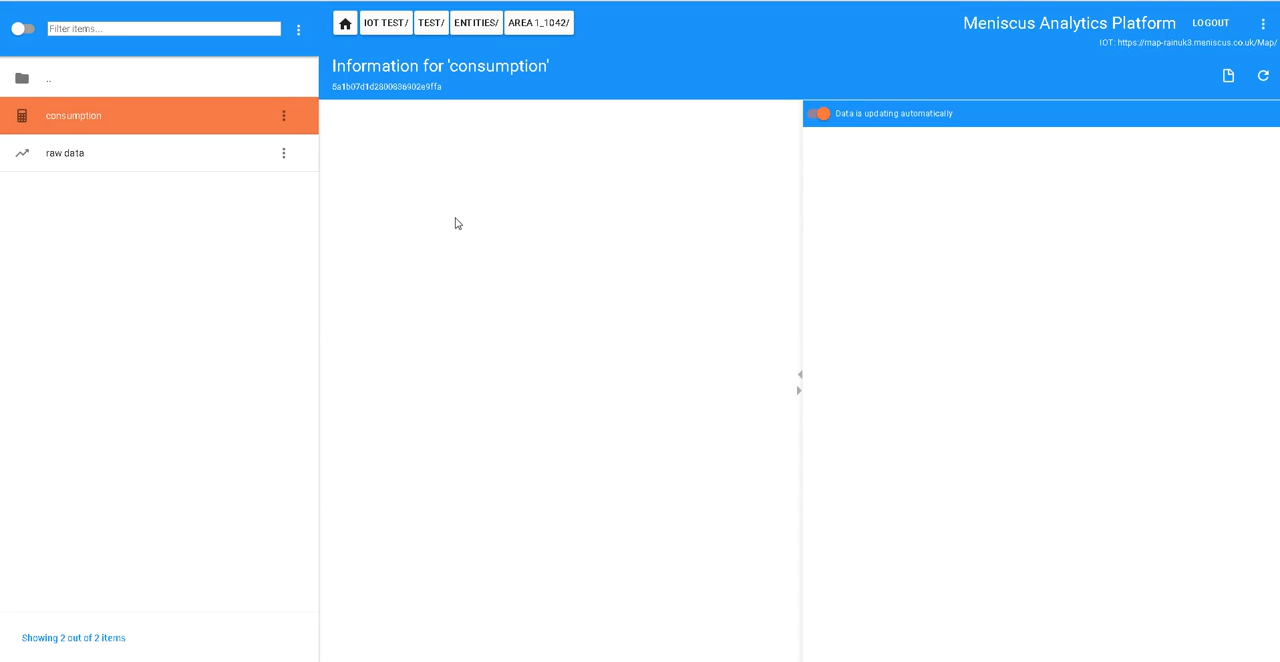 Filter items...
IOT TEST/ TEST/ ENTITIES/ AREA 1_1042/
Meniscus Analytics Platform LOGOUT
IOT: https://map-rainuk3.meniscus.co.uk/Map/
Information for 'consumption'
5a1b07d1d2800836902e9ffa
..
consumption
raw data
Data is updating automatically
Showing 2 out of 2 items